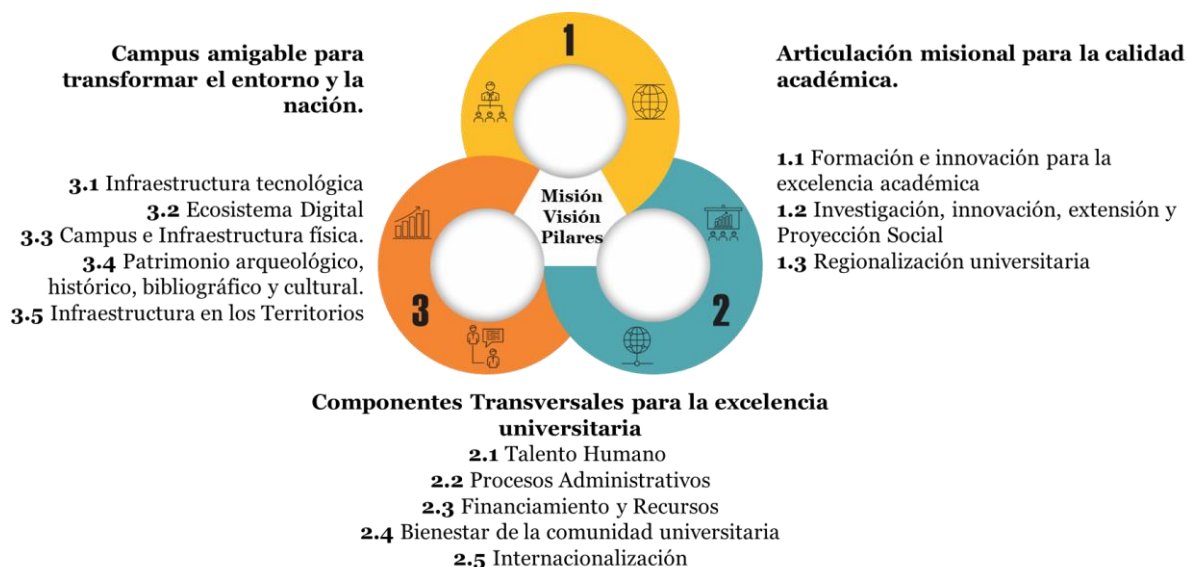 1
Articulación misional para la calidad
académica.
1.1 Formación e innovación para la
excelencia académica
1.2 Investigación, innovación, extensión y
Proyección Social
1.3 Regionalización universitaria
Misión
Visión
Pilares
2
Componentes Transversales para la excelencia
universitaria
2.1 Talento Humano
2.2 Procesos Administrativos
2.3 Financiamiento y Recursos
2.4 Bienestar de la comunidad universitaria
2.5 Internacionalización
3
Campus amigable para
transformar el entorno y la
nación.
3.1 Infraestructura tecnológica
3.2 Ecosistema Digital
3.3 Campus e Infraestructura física.
3.4 Patrimonio arqueológico,
histórico, bibliográfico y cultural.
3.5 Infraestructura en los Territorios